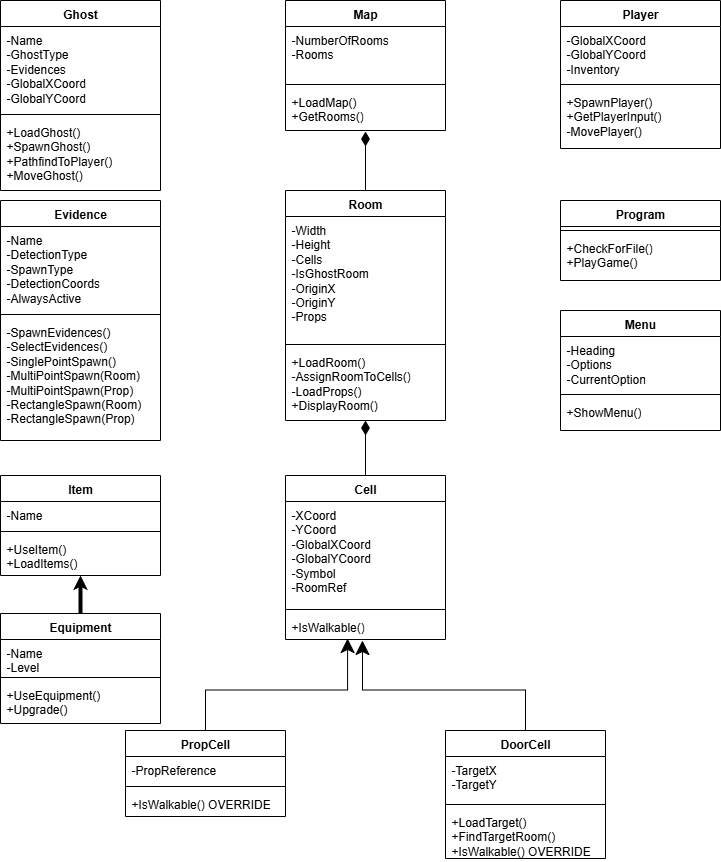 Ghost
-Name
-GhostType
-Evidences
-GlobalXCoord
-GlobalYCoord
+LoadGhost()
+SpawnGhost()
+PathfindToPlayer()
+MoveGhost()
Map
-NumberOfRooms
-Rooms
+LoadMap()
+GetRooms()
Player
-GlobalXCoord
-GlobalYCoord
-Inventory
+SpawnPlayer()
+GetPlayerInput()
-MovePlayer()
Evidence
-Name
-DetectionType
-SpawnType
-DetectionCoords
-AlwaysActive
-SpawnEvidences()
-SelectEvidences()
-SinglePointSpawn()
-MultiPointSpawn(Room)
-MultiPointSpawn(Prop)
-RectangleSpawn(Room)
-RectangleSpawn(Prop)
Room
-Width
-Height
-Cells
-IsGhostRoom
-OriginX
-OriginY
-Props
+LoadRoom()
-AssignRoomToCells()
-LoadProps()
+DisplayRoom()
Program
+CheckForFile()
+PlayGame()
Menu
-Heading
-Options
-CurrentOption
+ShowMenu()
Item
-Name
+UseItem()
+LoadItems()
Cell
-XCoord
-YCoord
-GlobalXCoord
-GlobalYCoord
-Symbol
-RoomRef
+IsWalkable()
Equipment
-Name
-Level
+UseEquipment()
+Upgrade()
PropCell
-PropReference
+IsWalkable() OVERRIDE
DoorCell
-TargetX
-TargetY
+LoadTarget()
+FindTargetRoom()
+IsWalkable() OVERRIDE